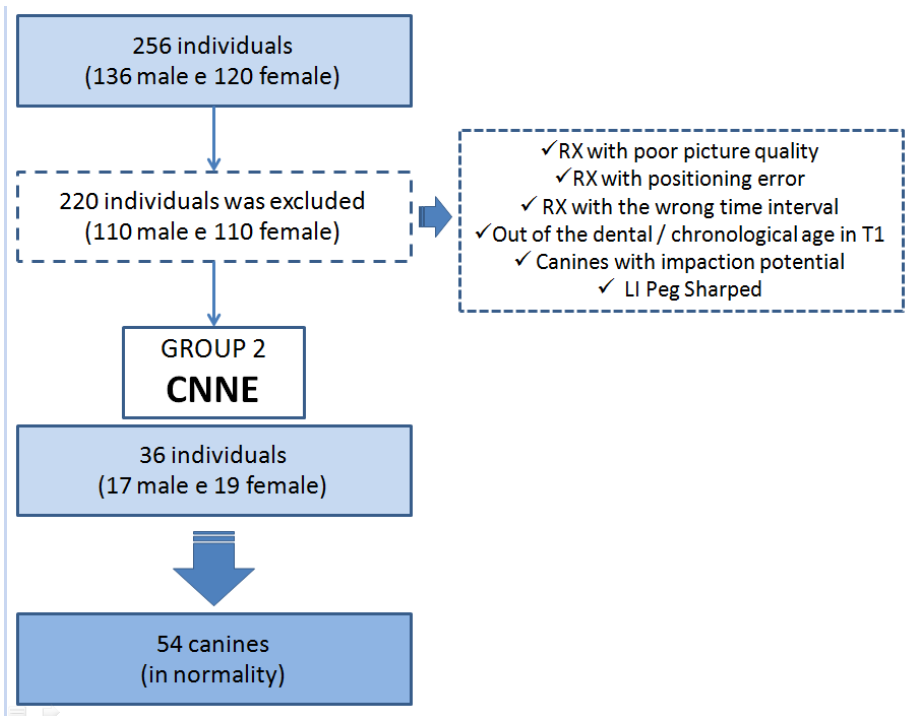 256 individuals
(136 male e 120 female)
220 individuals was excluded
(110 male e 110 female)
✓RX with poor picture quality
✓RX with positioning error
✓ RX with the wrong time interval
✓Out of the dental / chronological age in T1
✓ Canines with impaction potential
✓ LI Peg Sharped
GROUP 2
CNNE
36 individuals
(17 male e 19 female)
54 canines
(in normality)